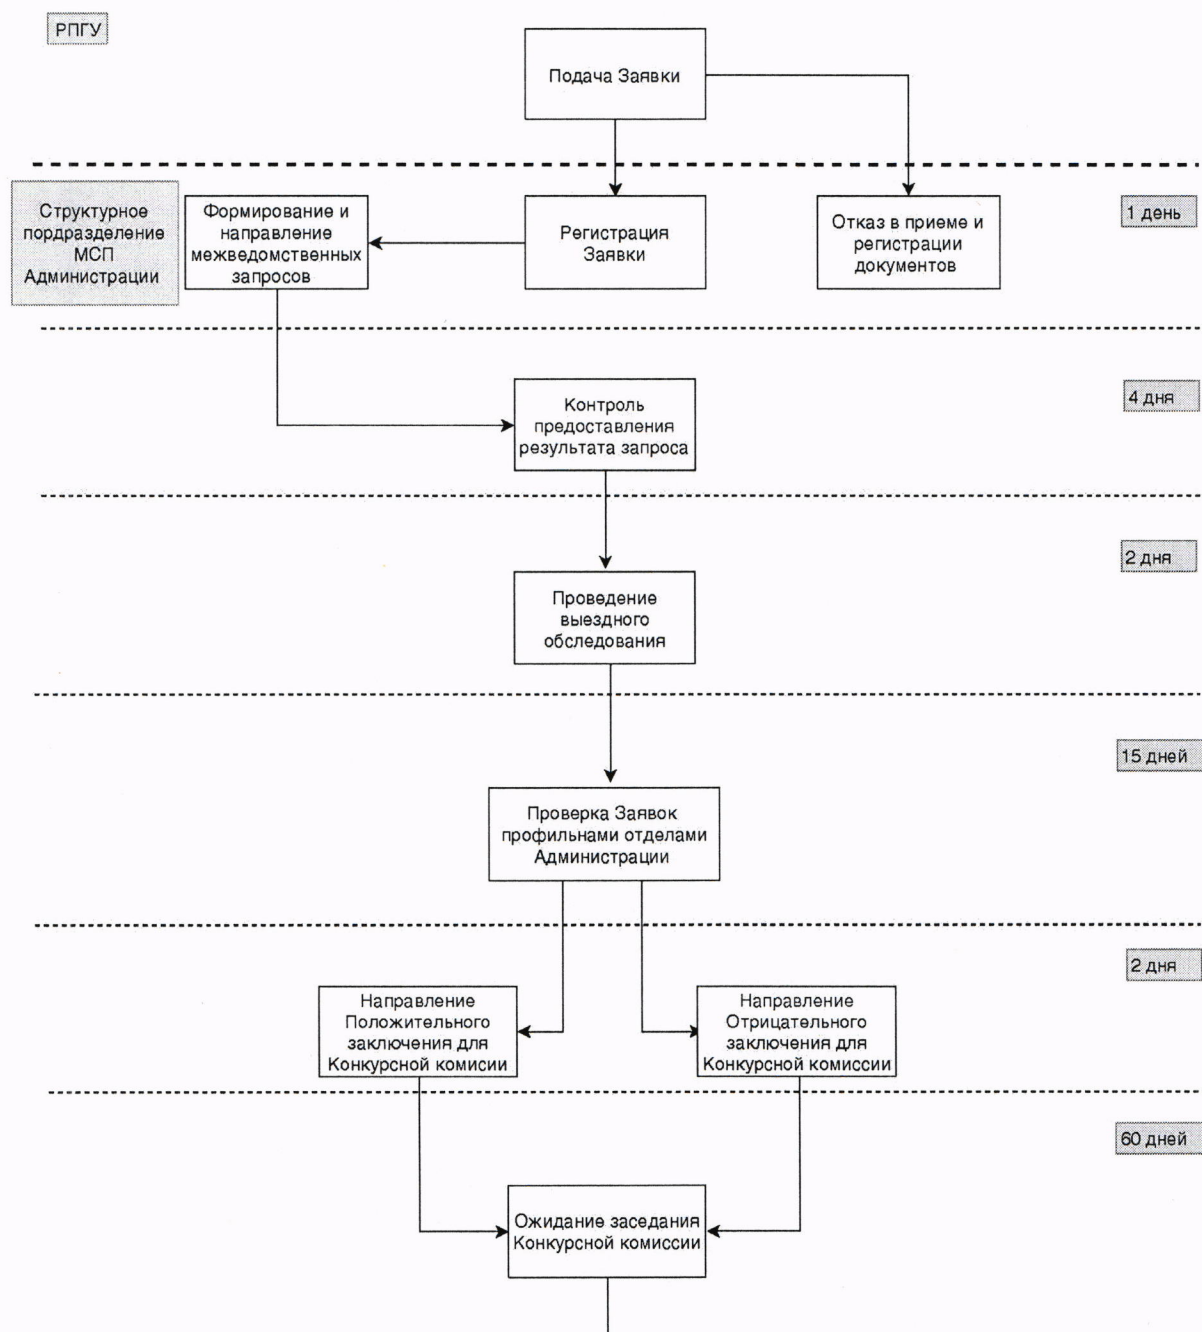 РПГУ
Подача Заявки
Структурное
пордразделение
МСП
Администрации
Формирование и
направление
межведомственных
запросов
Регистрация
Заявки
Отказ в приеме и
регистрации
документов
1 день
Контроль
предоставления
результата запроса
4 дня
2 дня
Проведение
выездного
обследования
15 дней
Проверка Заявок
профильнами отделами
Администрации
2 дня
Направление
Положительного
заключения для
Конкурсной комисии
Направление
Отрицательного
заключения для
Конкурсной комиссии
60 дней
Ожидание заседания
Конкурсной комиссии